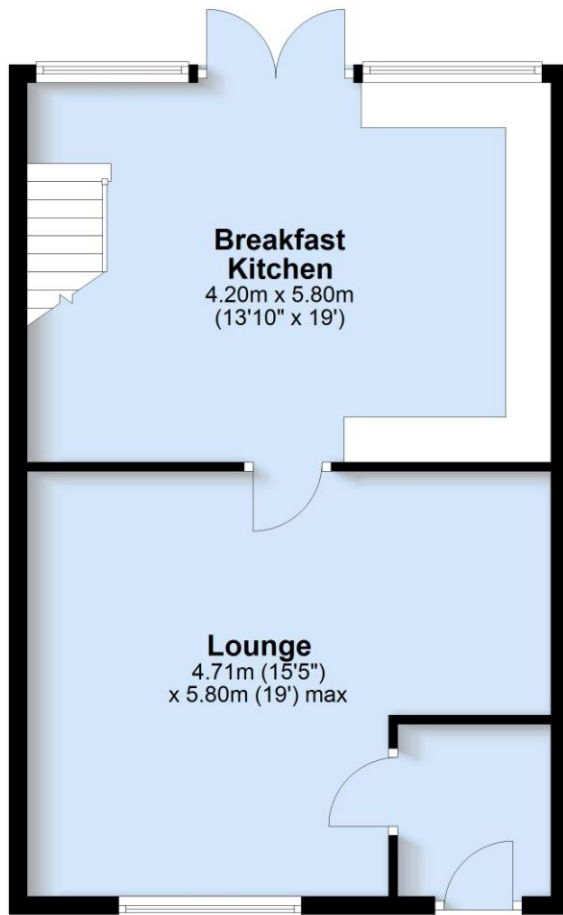 Breakfast
Kitchen
4.20m x 5.80m
(13'10" x 19')
Lounge
4.71m (15'5")
x 5.80m (19') max